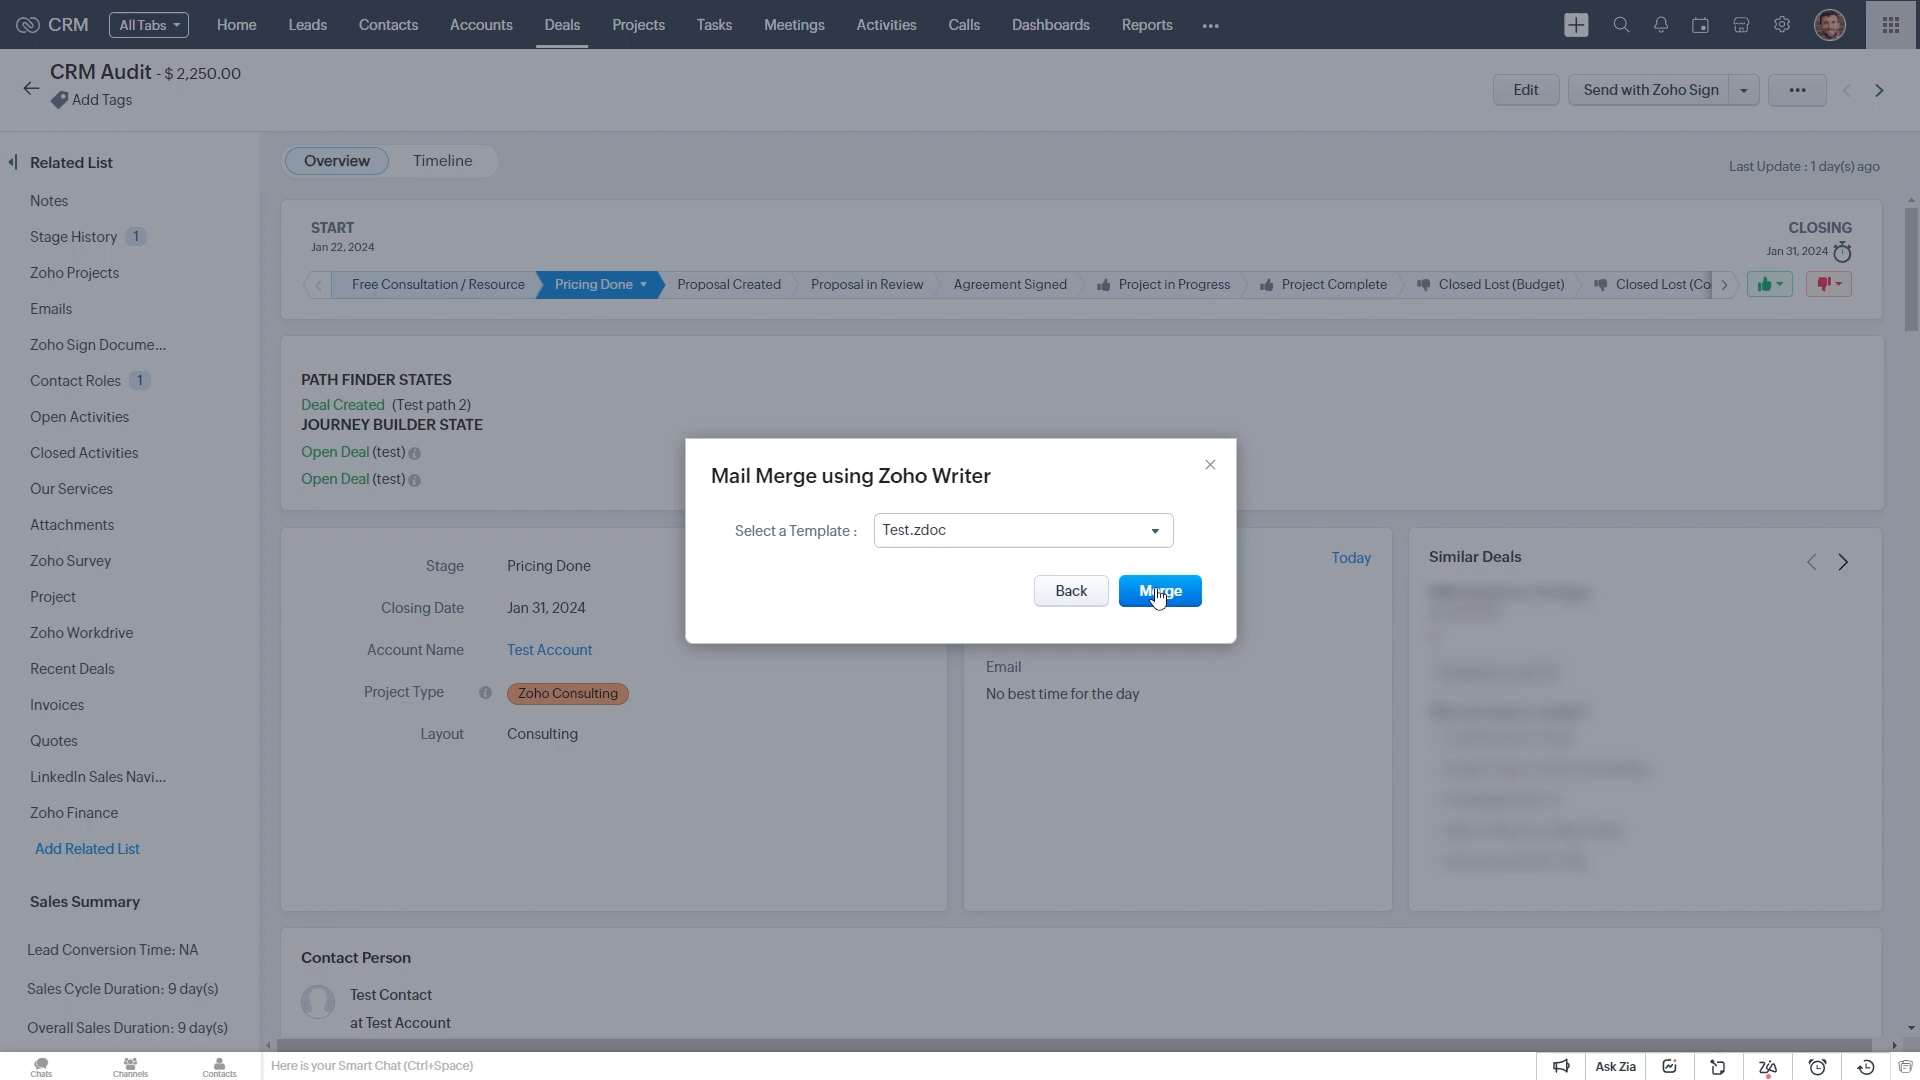 CRM
All Tabs
Home
Leads
Contacts
Accounts
Deals
Projects
Tasks
Meetings
Activities
Calls
Dashboards
Reports
CRM Audit - $ 2,250.00
Add Tags
Edit
Send with Zoho Sign
Related List
Notes
Stage History 1
Zoho Projects
Emails
Zoho Sign Docume...
Contact Roles 1
Open Activities
Closed Activities
Our Services
Attachments
Zoho Survey
Project
Zoho Workdrive
Recent Deals
Invoices
Quotes
LinkedIn Sales Navi...
Zoho Finance
Add Related List
Sales Summary
Lead Conversion Time: NA
Sales Cycle Duration: 9 day(s)
Overall Sales Duration: 9 day(s)
Overview
Timeline
Last Update : 1 day(s) ago
START
Jan 22, 2024
CLOSING
Jan 31, 2024
Free Consultation / Resource
Pricing Done
Proposal Created
Proposal in Review
Agreement Signed
Project in Progress
Project Complete
Closed Lost (Budget)
Closed Lost (Co
PATH FINDER STATES
Deal Created (Test path 2)
JOURNEY BUILDER STATE
Open Deal (test)
Open Deal (test)
Mail Merge using Zoho Writer
Select a Template :
Test.zdoc
Back
Merge
Stage
Pricing Done
Closing Date
Jan 31, 2024
Account Name
Test Account
Project Type
Zoho Consulting
Layout
Consulting
Today
Email
No best time for the day
Similar Deals
Contact Person
Test Contact
at Test Account
Chats
Channels
Contacts
Here is your Smart Chat (Ctrl+Space)
Ask Zia